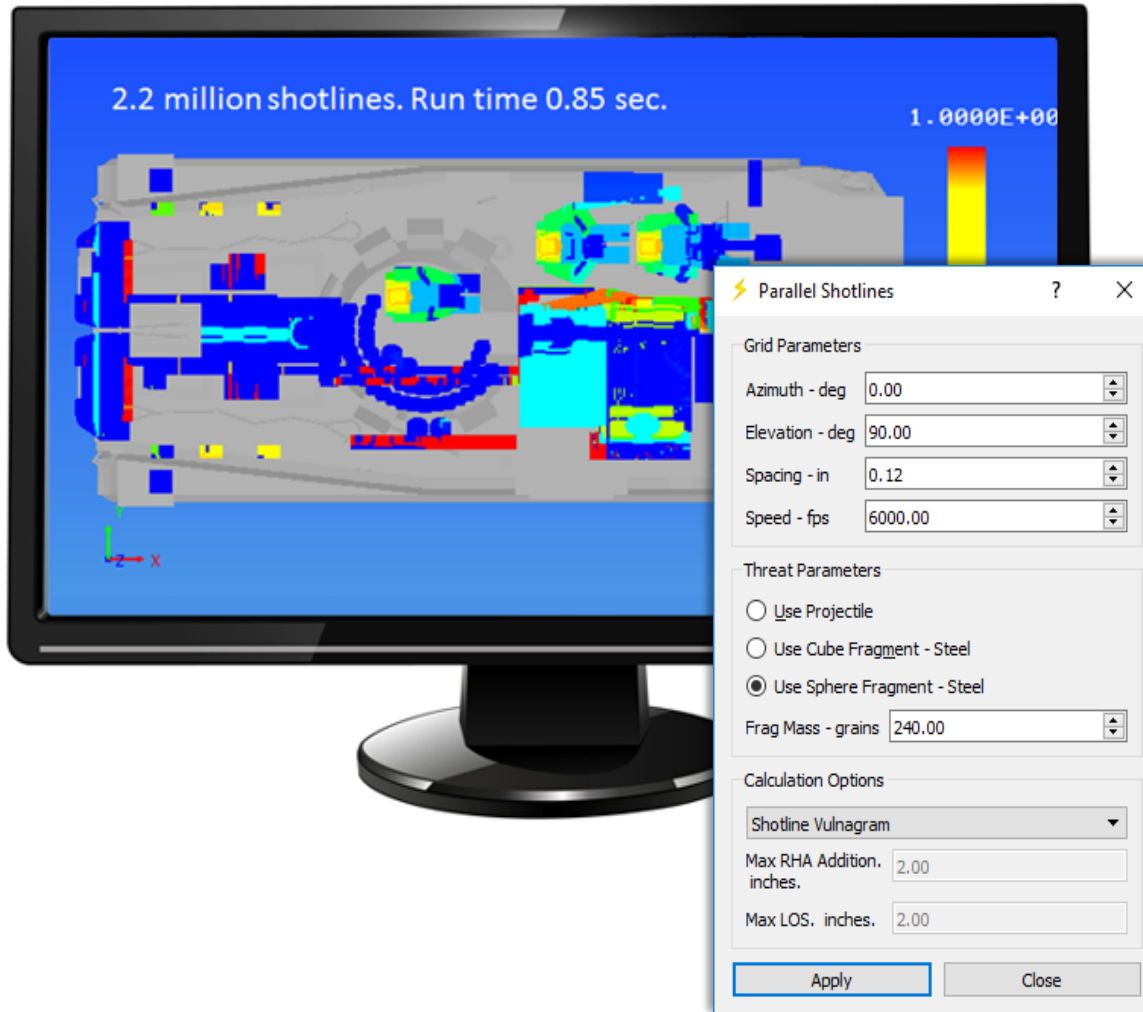 2.2 million shotlines. Run time 0.85 sec.
1.0000E+00
Y
Z X
Parallel Shotlines ?
Grid Parameters
Azimuth - deg 0.00
Elevation - deg 90.00
Spacing - in 0.12
Speed - fps 6000.00
Threat Parameters
Use Projectile
Use Cube Fragment - Steel
Use Sphere Fragment - Steel
Frag Mass - grains 240.00
Calculation Options
Shotline Vulnagram
Max RHA Addition. 2.00
inches.
Max LOS. inches. 2.00
Apply Close